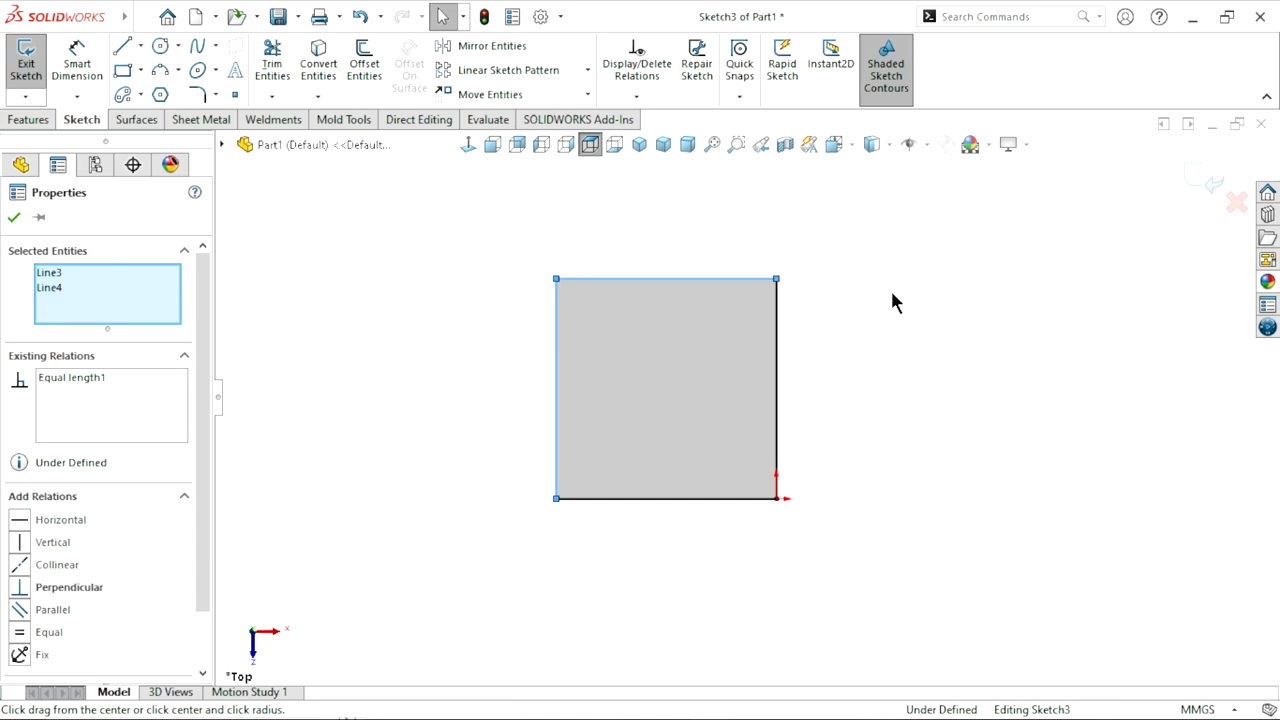 SOLIDWORKS
Sketch3 of Part1 *
Search Commands
Exit Sketch
Smart Dimension
Trim Entities
Convert Entities
Offset Entities
Offset On Surface
Mirror Entities
Linear Sketch Pattern
Move Entities
Display/Delete Relations
Repair Sketch
Quick Snaps
Rapid Sketch
Instant2D
Shaded Sketch Contours
Features
Sketch
Surfaces
Sheet Metal
Weldments
Mold Tools
Direct Editing
Evaluate
SOLIDWORKS Add-Ins
Part1 (Default) <<Default...
Properties
Selected Entities
Line3
Line4
Existing Relations
Equal length1
Under Defined
Add Relations
Horizontal
Vertical
Collinear
Perpendicular
Parallel
Equal
Fix
x
z
*Top
Model
3D Views
Motion Study 1
Click drag from the center or click center and click radius.
Under Defined
Editing Sketch3
MMGS